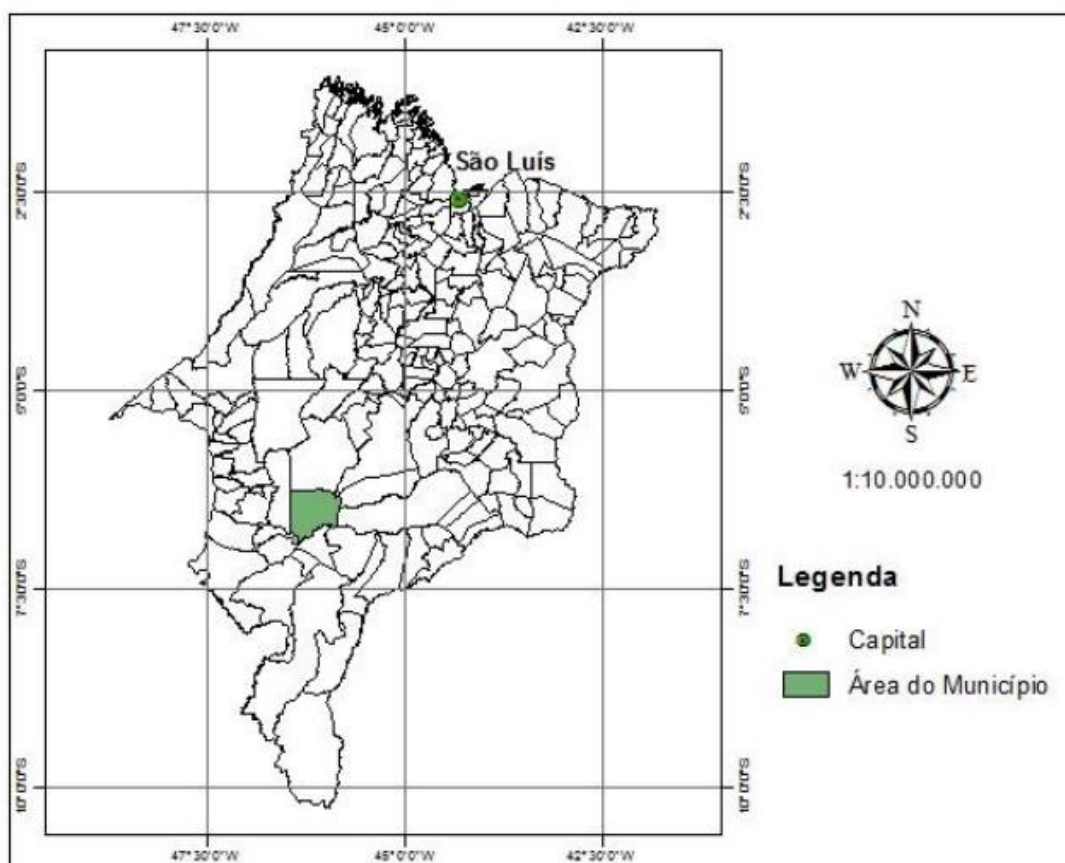 47°30'0"W 45°0'0"W 42°30'0"W
São Luís
2°30'0"S 2°30'0"S
N
W E
S
5°0'0"S 5°0'0"S
1:10.000.000
Legenda
7°30'0"S 7°30'0"S
Capital
Área do Município
10°0'0"S 10°0'0"S
47°30'0"W 45°0'0"W 42°30'0"W